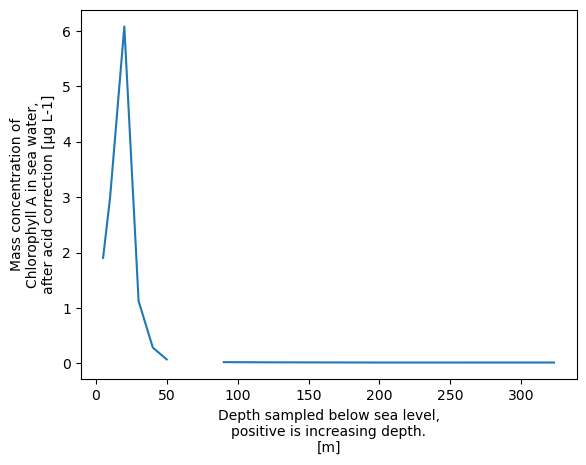 Mass concentration of
Chlorophyll A in sea water,
after acid correction [µg L-1]
6
5
4
3
2
1
0
0
50
100
150
200
250
300
Depth sampled below sea level,
positive is increasing depth.
[m]